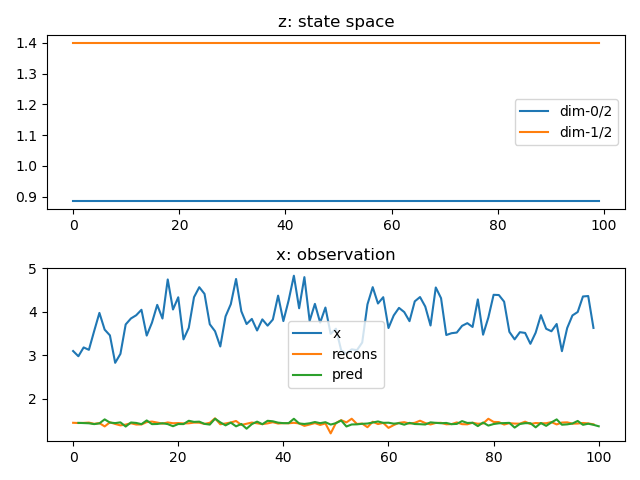 z: state space
1.4
1.3
1.2
1.1
1.0
0.9
dim-0/2
dim-1/2
0 20 40 60 80 100
x: observation
5
4
3
2
x
recons
pred
0 20 40 60 80 100